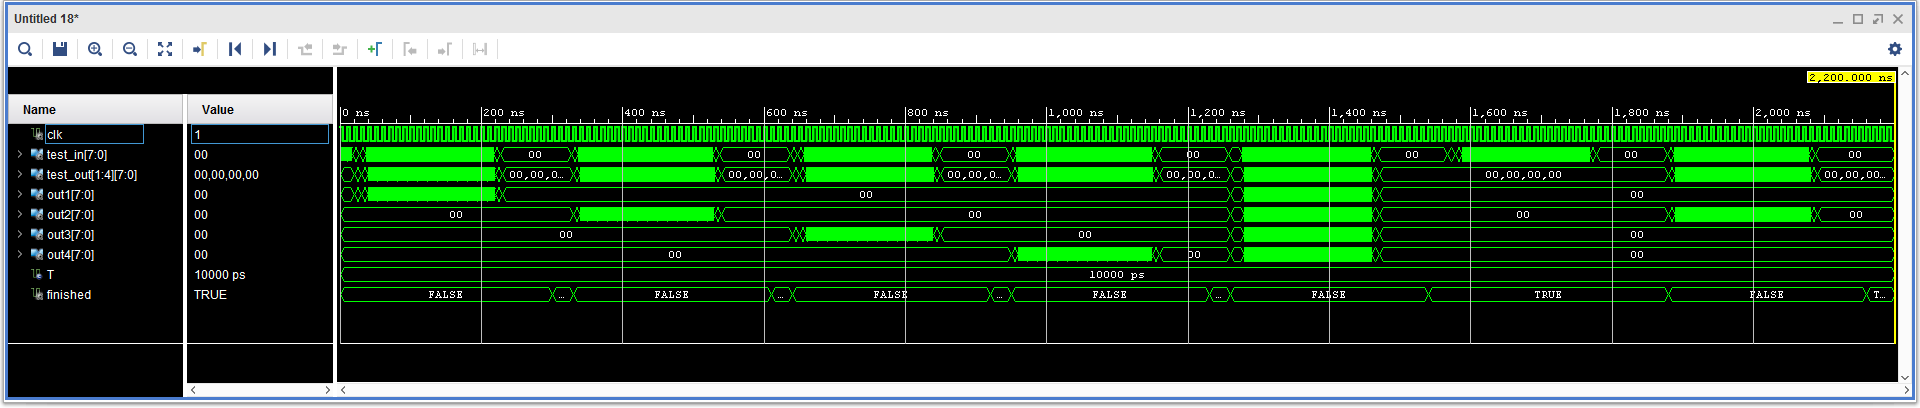 Untitled 18*
2,200.000 ns
Name Value
0 ns 200 ns 400 ns 600 ns 800 ns 1,000 ns 1,200 ns 1,400 ns 1,600 ns 1,800 ns 2,000 ns
clk 1
test_in[7:0] 00 00 00 00 00 00 00 00
test_out[1:4][7:0] 00,00,00,00 00,00,0... 00,00,0... 00,00,0... 00,00,0... 00,00,00,00 00,00,00...
out1[7:0] 00 00 00
out2[7:0] 00 00 00 00 00
out3[7:0] 00 00 00 00
out4[7:0] 00 00 00 00
T 10000 ps 10000 ps
finished TRUE FALSE ... FALSE ... FALSE ... FALSE ... FALSE TRUE FALSE T...